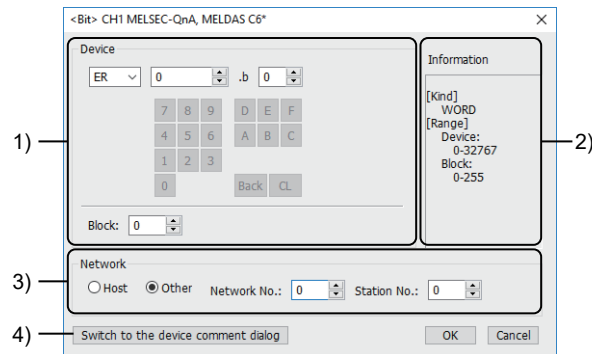 <Bit> CH1 MELSEC-QnA, MELDAS C6*
Device
ER 0 .b 0
7 8 9 D E F
4 5 6 A B C
1 2 3
0 Back CL
Block: 0
Information
[Kind]
WORD
[Range]
Device:
0-32767
Block:
0-255
1)
2)
Network
Host Other Network No.: 0 Station No.: 0
3)
4)
Switch to the device comment dialog OK Cancel